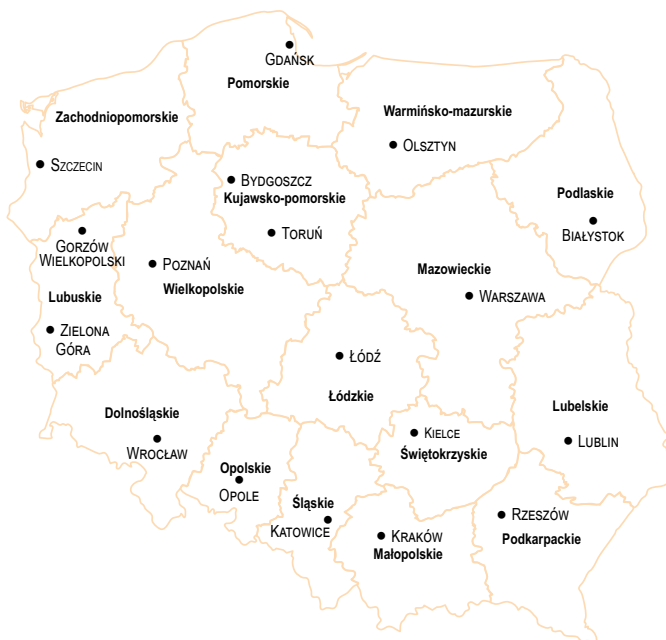 GDAŃSK
Pomorskie
Zachodniopomorskie
Warmińsko-mazurskie
OLSZTYN
SZCZECIN
BYDGOSZCZ
Kujawsko-pomorskie
TORUŃ
Podlaskie
BIAŁYSTOK
GORZÓW
WIELKOPOLSKI
POZNAŃ
Wielkopolskie
Mazowieckie
WARSZAWA
Lubuskie
ZIELONA
GÓRA
ŁÓDŹ
Łódzkie
Dolnośląskie
WROCŁAW
Lubelskie
LUBLIN
KIELCE
Świętokrzyskie
Opolskie
OPOLE
Śląskie
KATOWICE
KRAKÓW
Małopolskie
RZESZÓW
Podkarpackie